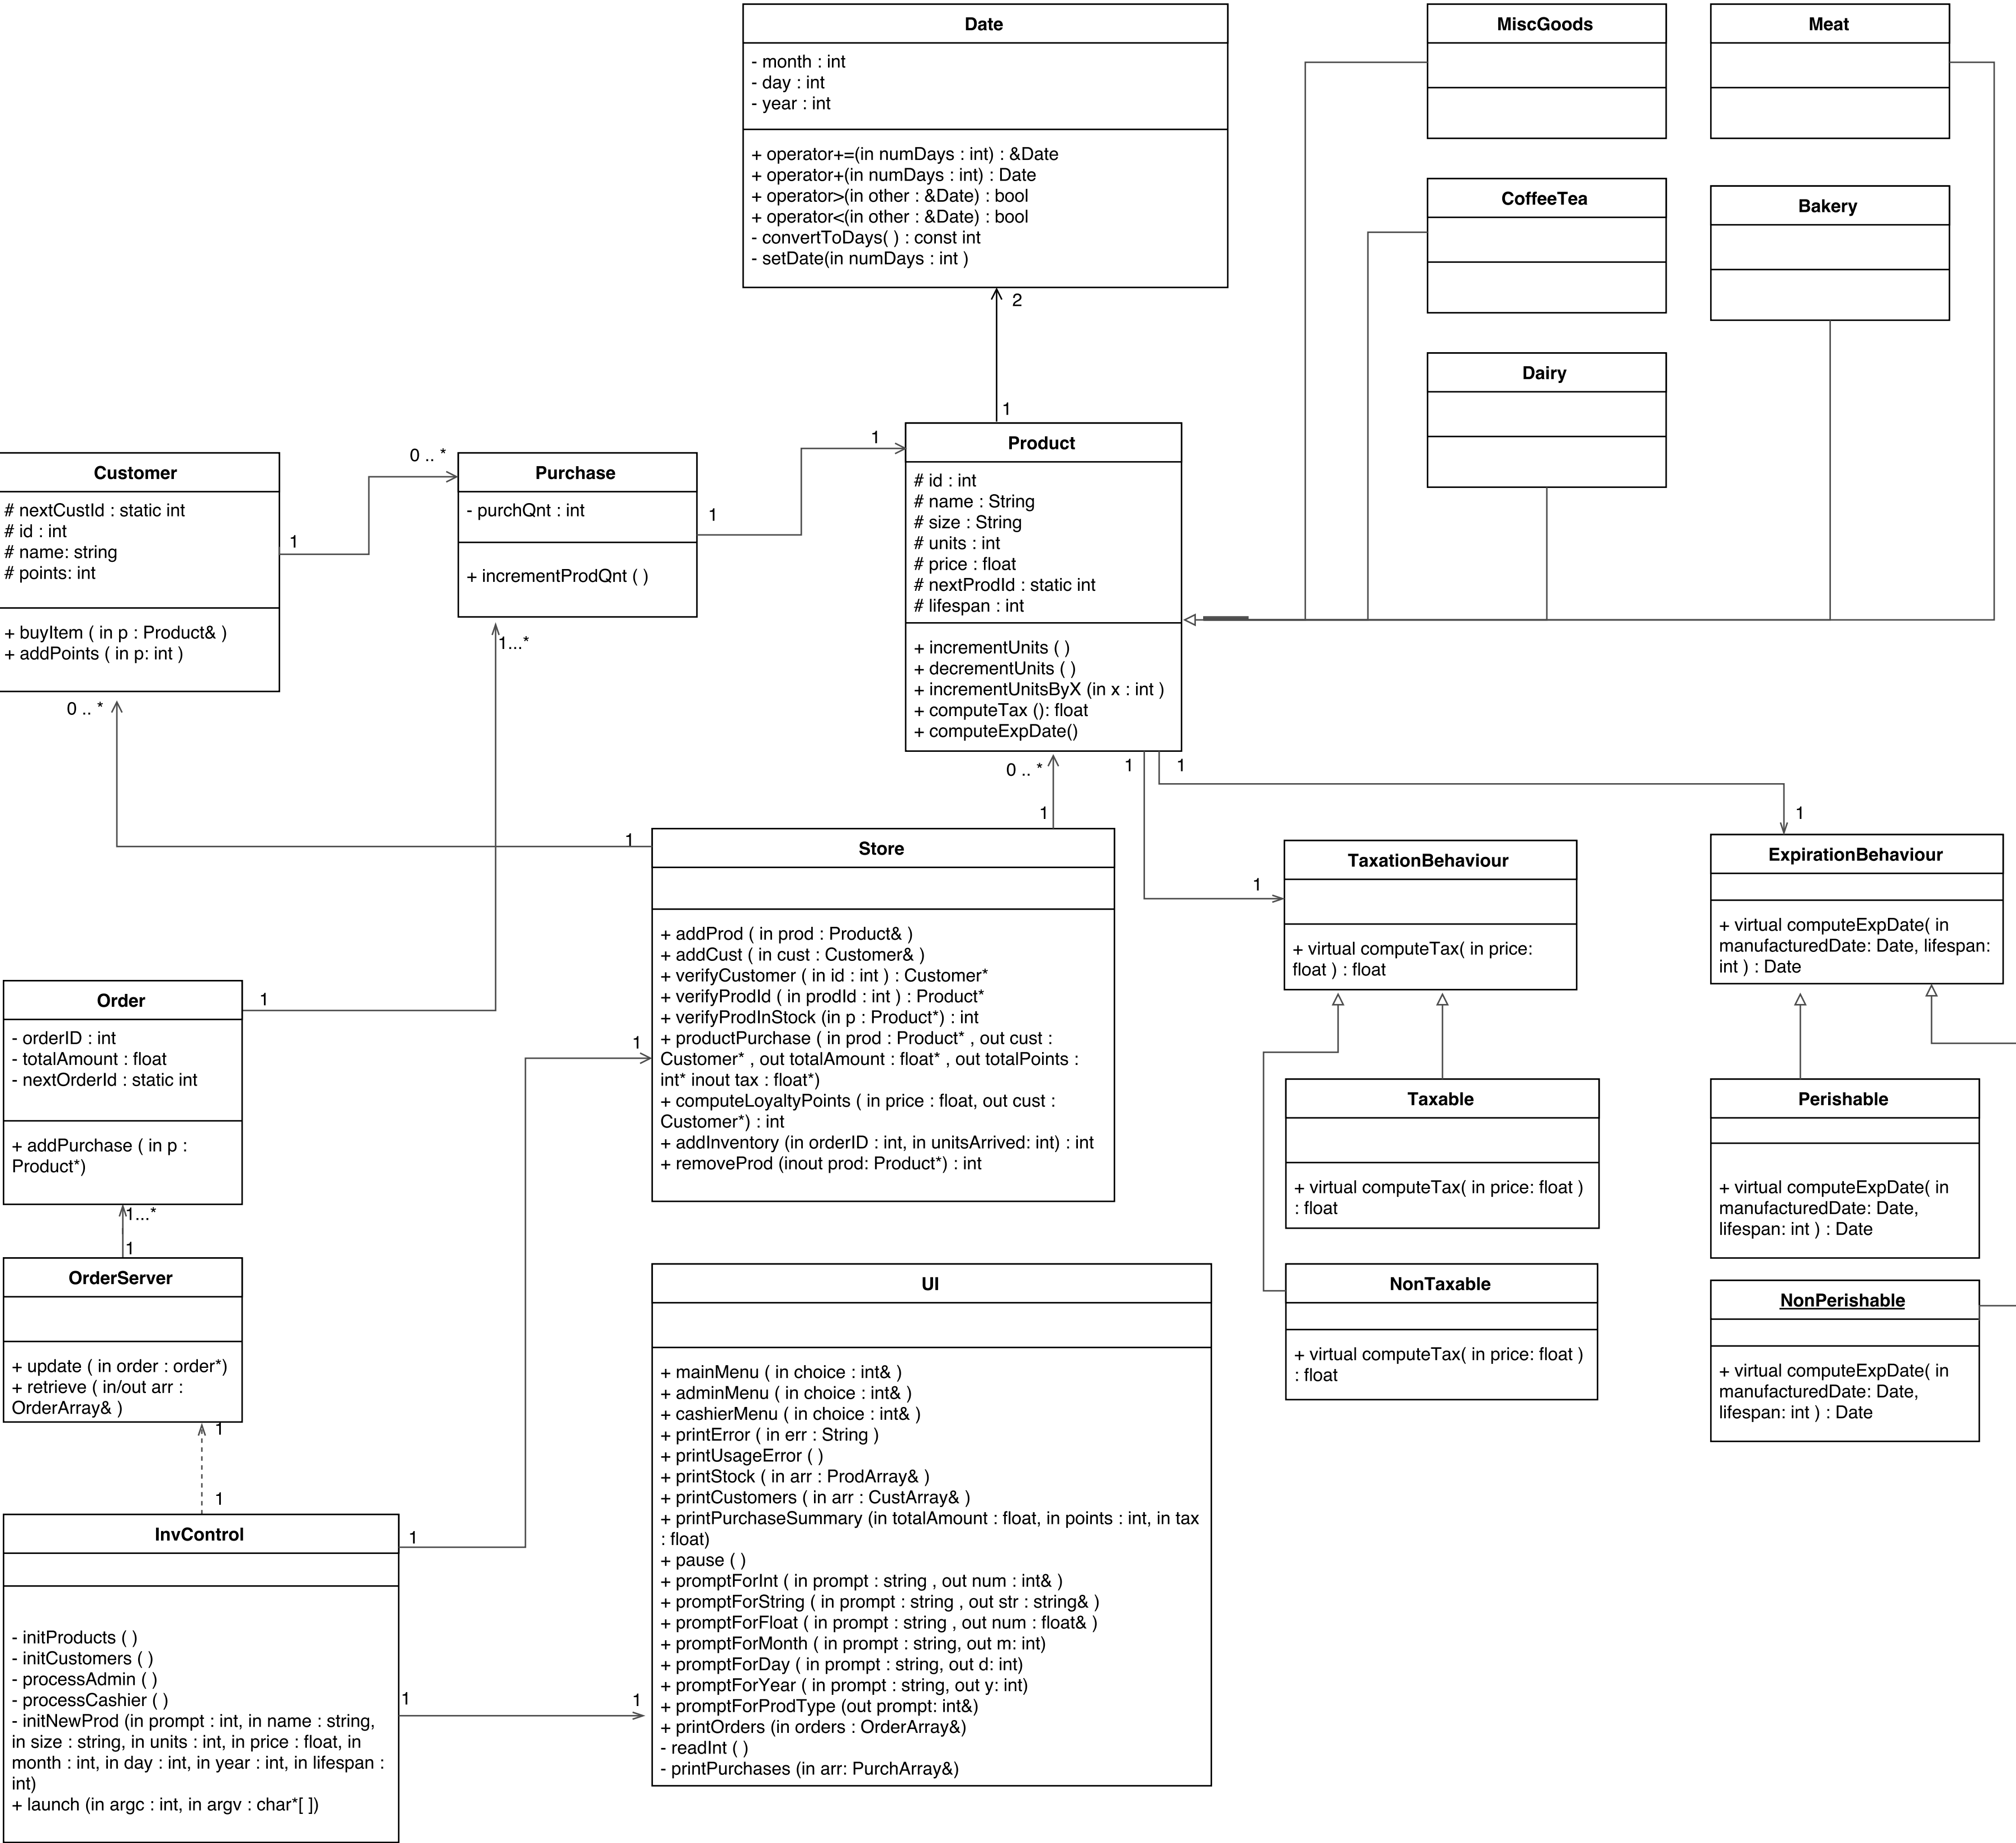 Date
- month : int
- day : int
- year : int
+ operator+=(in numDays : int) : &Date
+ operator+(in numDays : int) : Date
+ operator>(in other : &Date) : bool
+ operator<(in other : &Date) : bool
- convertToDays( ) : const int
- setDate(in numDays : int )
2
1
MiscGoods
Meat
CoffeeTea
Bakery
Dairy
Customer
# nextCustId : static int
# id : int
# name: string
# points: int
+ buyItem ( in p : Product& )
+ addPoints ( in p: int )
1
0 .. *
0 .. *
Purchase
- purchQnt : int
+ incrementProdQnt ( )
1
1
1...*
Product
# id : int
# name : String
# size : String
# units : int
# price : float
# nextProdId : static int
# lifespan : int
+ incrementUnits ( )
+ decrementUnits ( )
+ incrementUnitsByX (in x : int )
+ computeTax (): float
+ computeExpDate()
0 .. *
1
1
1
1
1
1
Store
+ addProd ( in prod : Product& )
+ addCust ( in cust : Customer& )
+ verifyCustomer ( in id : int ) : Customer*
+ verifyProdId ( in prodId : int ) : Product*
+ verifyProdInStock (in p : Product*) : int
+ productPurchase ( in prod : Product* , out cust :
Customer* , out totalAmount : float* , out totalPoints :
int* inout tax : float*)
+ computeLoyaltyPoints ( in price : float, out cust :
Customer*) : int
+ addInventory (in orderID : int, in unitsArrived: int) : int
+ removeProd (inout prod: Product*) : int
1
TaxationBehaviour
+ virtual computeTax( in price:
float ) : float
ExpirationBehaviour
+ virtual computeExpDate( in
manufacturedDate: Date, lifespan:
int ) : Date
Order
- orderID : int
- totalAmount : float
- nextOrderId : static int
+ addPurchase ( in p :
Product*)
1
1...*
1
Taxable
+ virtual computeTax( in price: float )
: float
Perishable
+ virtual computeExpDate( in
manufacturedDate: Date,
lifespan: int ) : Date
OrderServer
+ update ( in order : order*)
+ retrieve ( in/out arr :
OrderArray& )
1
1
NonTaxable
+ virtual computeTax( in price: float )
: float
NonPerishable
+ virtual computeExpDate( in
manufacturedDate: Date,
lifespan: int ) : Date
UI
+ mainMenu ( in choice : int& )
+ adminMenu ( in choice : int& )
+ cashierMenu ( in choice : int& )
+ printError ( in err : String )
+ printUsageError ( )
+ printStock ( in arr : ProdArray& )
+ printCustomers ( in arr : CustArray& )
+ printPurchaseSummary (in totalAmount : float, in points : int, in tax
: float)
+ pause ( )
+ promptForInt ( in prompt : string , out num : int& )
+ promptForString ( in prompt : string , out str : string& )
+ promptForFloat ( in prompt : string , out num : float& )
+ promptForMonth ( in prompt : string, out m: int)
+ promptForDay ( in prompt : string, out d: int)
+ promptForYear ( in prompt : string, out y: int)
+ promptForProdType (out prompt: int&)
+ printOrders (in orders : OrderArray&)
- readInt ( )
- printPurchases (in arr: PurchArray&)
InvControl
- initProducts ( )
- initCustomers ( )
- processAdmin ( )
- processCashier ( )
- initNewProd (in prompt : int, in name : string,
in size : string, in units : int, in price : float, in
month : int, in day : int, in year : int, in lifespan :
int)
+ launch (in argc : int, in argv : char*[ ])
1
1
1